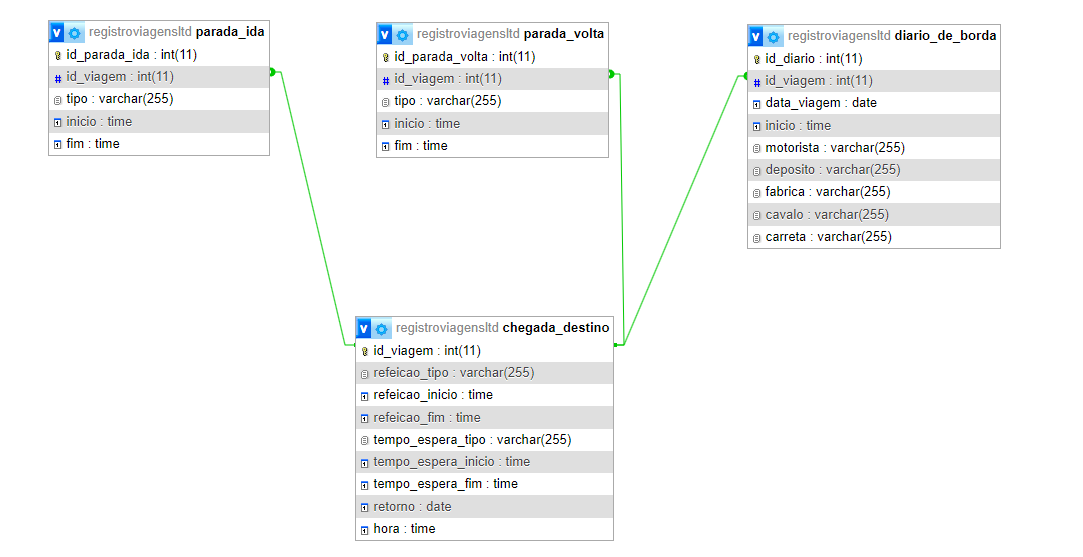 registroviagensltd parada_ida
id_parada_ida : int(11)
id_viagem : int(11)
tipo : varchar(255)
inicio : time
fim : time
registroviagensltd parada_volta
id_parada_volta : int(11)
id_viagem : int(11)
tipo : varchar(255)
inicio : time
fim : time
registroviagensltd diario_de_borda
id_diario : int(11)
id_viagem : int(11)
data_viagem : date
inicio : time
motorista : varchar(255)
deposito : varchar(255)
fabrica : varchar(255)
cavalo : varchar(255)
carreta : varchar(255)
registroviagensltd chegada_destino
id_viagem : int(11)
refeicao_tipo : varchar(255)
refeicao_inicio : time
refeicao_fim : time
tempo_espera_tipo : varchar(255)
tempo_espera_inicio : time
tempo_espera_fim : time
retorno : date
hora : time